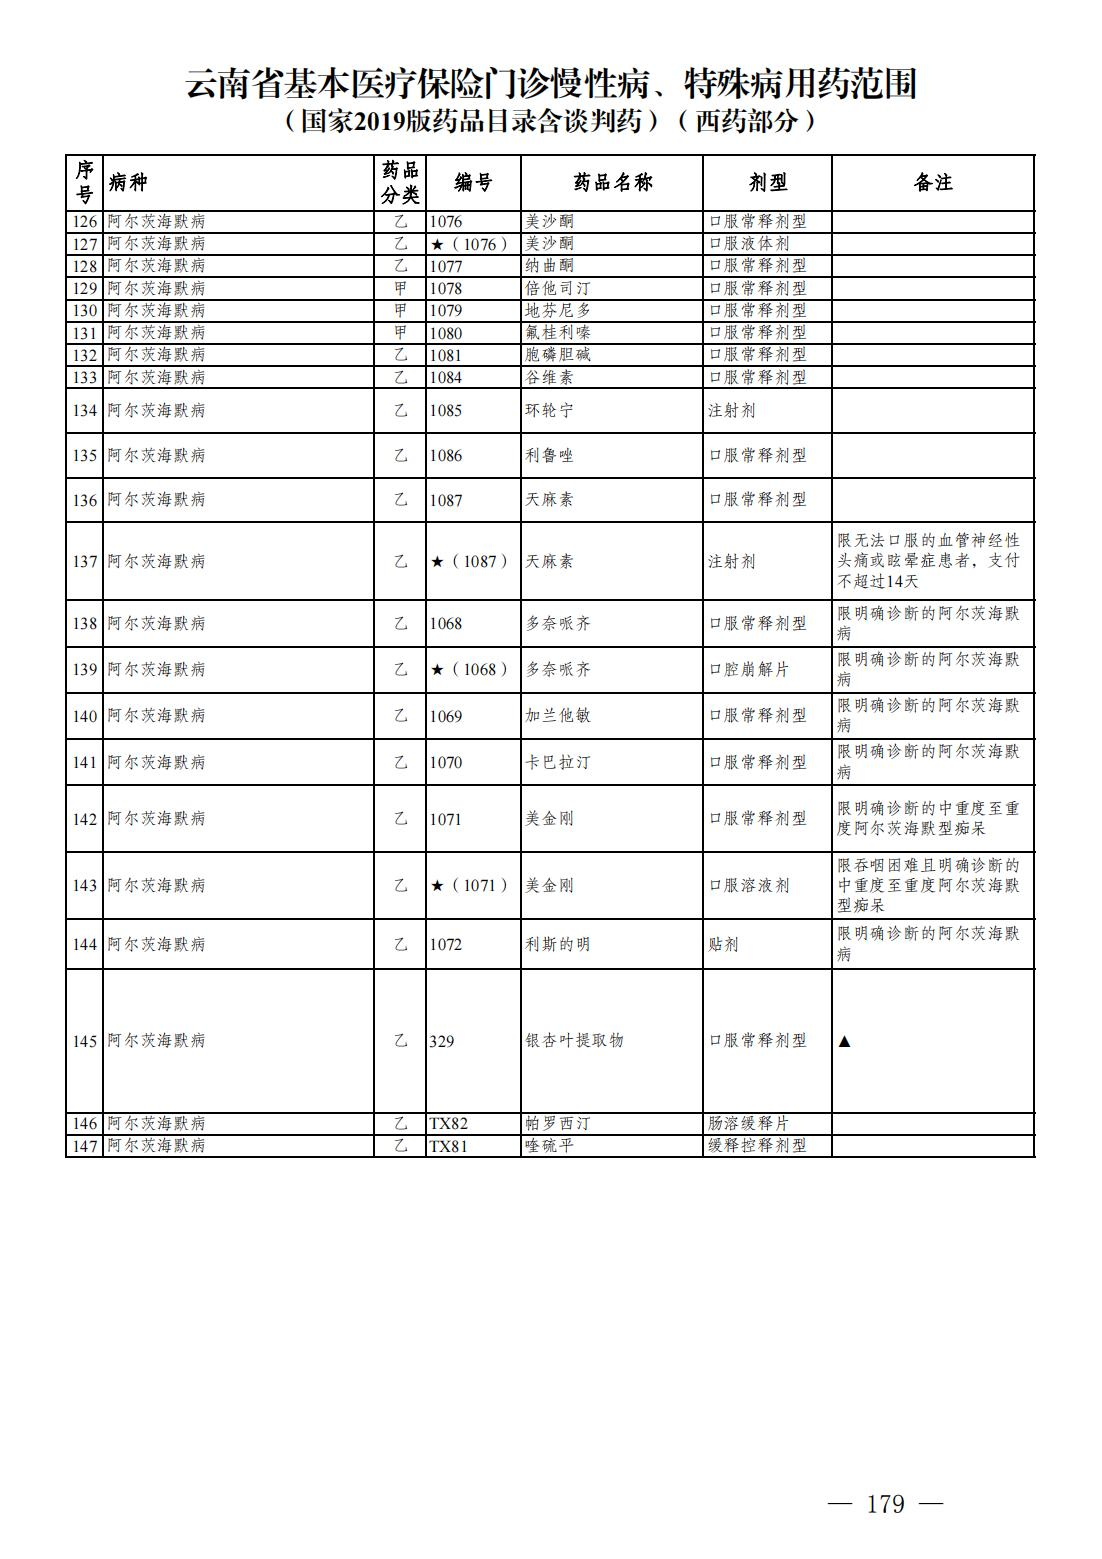 云南省基本医疗保险门诊慢性病、特殊病用药范围
（国家2019版药品目录含谈判药）（西药部分）
序号 病种 药品分类 编号 药品名称 剂型 备注
126 阿尔茨海默病 乙 1076 美沙酮 口服常释剂型
127 阿尔茨海默病 乙 ★（1076） 美沙酮 口服液体剂
128 阿尔茨海默病 乙 1077 纳曲酮 口服常释剂型
129 阿尔茨海默病 甲 1078 倍他司汀 口服常释剂型
130 阿尔茨海默病 甲 1079 地芬尼多 口服常释剂型
131 阿尔茨海默病 甲 1080 氟桂利嗪 口服常释剂型
132 阿尔茨海默病 乙 1081 胞磷胆碱 口服常释剂型
133 阿尔茨海默病 乙 1084 谷维素 口服常释剂型
134 阿尔茨海默病 乙 1085 环轮宁 注射剂
135 阿尔茨海默病 乙 1086 利鲁唑 口服常释剂型
136 阿尔茨海默病 乙 1087 天麻素 口服常释剂型
137 阿尔茨海默病 乙 ★（1087） 天麻素 注射剂 限无法口服的血管神经性
头痛或眩晕症患者，支付
不超过14天
138 阿尔茨海默病 乙 1068 多奈哌齐 口服常释剂型 限明确诊断的阿尔茨海默
病
139 阿尔茨海默病 乙 ★（1068） 多奈哌齐 口腔崩解片 限明确诊断的阿尔茨海默
病
140 阿尔茨海默病 乙 1069 加兰他敏 口服常释剂型 限明确诊断的阿尔茨海默
病
141 阿尔茨海默病 乙 1070 卡巴拉汀 口服常释剂型 限明确诊断的阿尔茨海默
病
142 阿尔茨海默病 乙 1071 美金刚 口服常释剂型 限明确诊断的中重度至重
度阿尔茨海默型痴呆
143 阿尔茨海默病 乙 ★（1071） 美金刚 口服溶液剂 限吞咽困难且明确诊断的
中重度至重度阿尔茨海默
型痴呆
144 阿尔茨海默病 乙 1072 利斯的明 贴剂 限明确诊断的阿尔茨海默
病
145 阿尔茨海默病 乙 329 银杏叶提取物 口服常释剂型 ▲
146 阿尔茨海默病 乙 TX82 帕罗西汀 肠溶缓释片
147 阿尔茨海默病 乙 TX81 喹硫平 缓释控释剂型
— 179 —